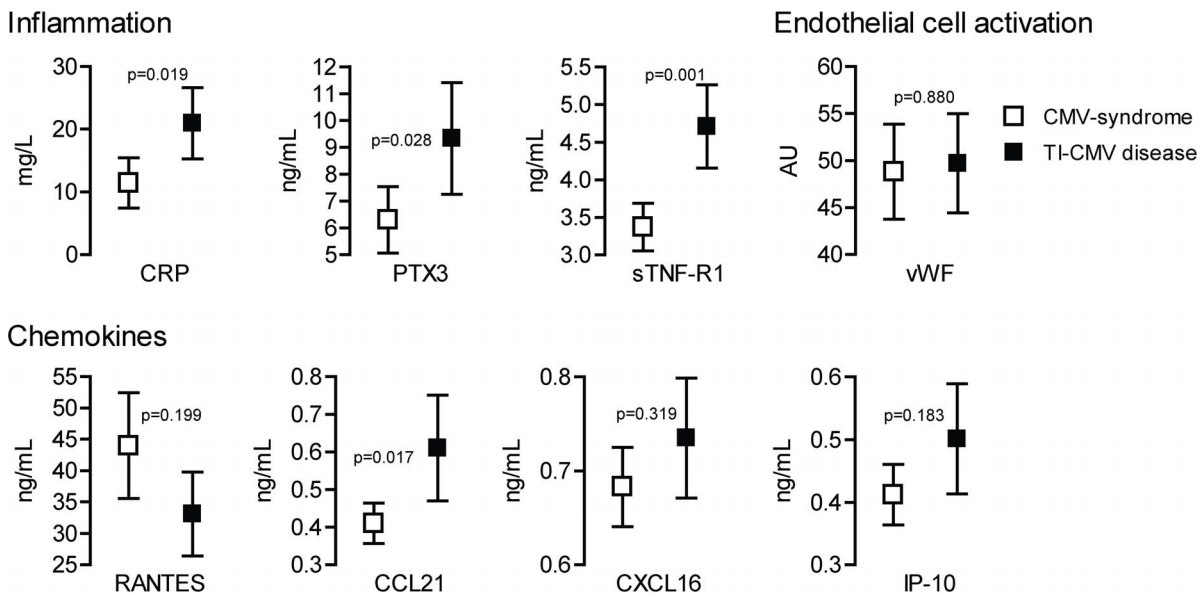 Inflammation
Endothelial cell activation
30
20
10
0
mg/L
p=0.019
CRP
12
11
10
9
8
7
6
5
ng/mL
p=0.028
PTX3
5.5
5.0
4.5
4.0
3.5
3.0
ng/mL
p=0.001
sTNF-R1
60
55
50
45
40
AU
p=0.880
vWF
CMV-syndrome
TI-CMV disease
Chemokines
55
50
45
40
35
30
25
ng/mL
p=0.199
RANTES
0.8
0.7
0.6
0.5
0.4
0.3
ng/mL
p=0.017
CCL21
0.8
0.7
0.6
ng/mL
p=0.319
CXCL16
0.6
0.5
0.4
0.3
ng/mL
p=0.183
IP-10